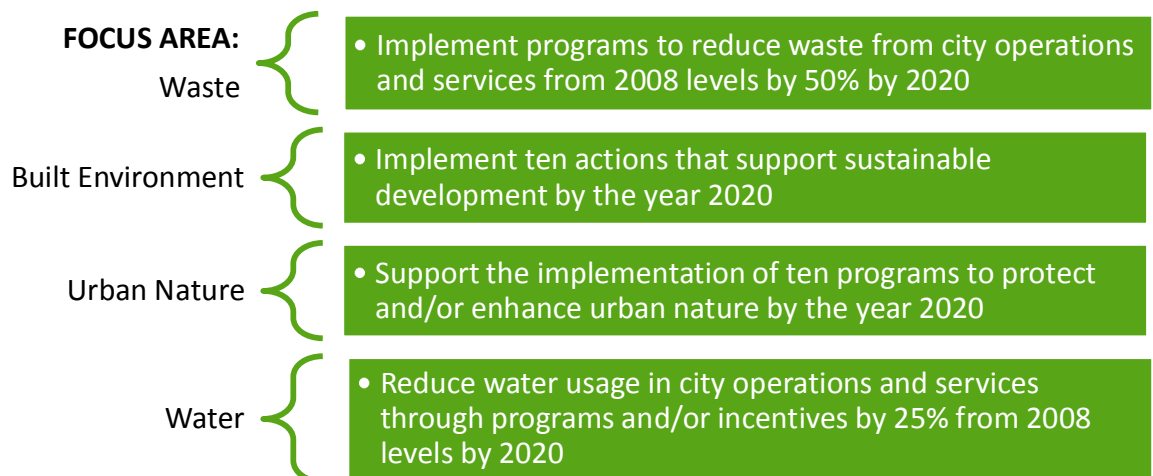 FOCUS AREA:
Waste
• Implement programs to reduce waste from city operations
and services from 2008 levels by 50% by 2020
Built Environment
• Implement ten actions that support sustainable
development by the year 2020
Urban Nature
• Support the implementation of ten programs to protect
and/or enhance urban nature by the year 2020
Water
• Reduce water usage in city operations and services
through programs and/or incentives by 25% from 2008
levels by 2020